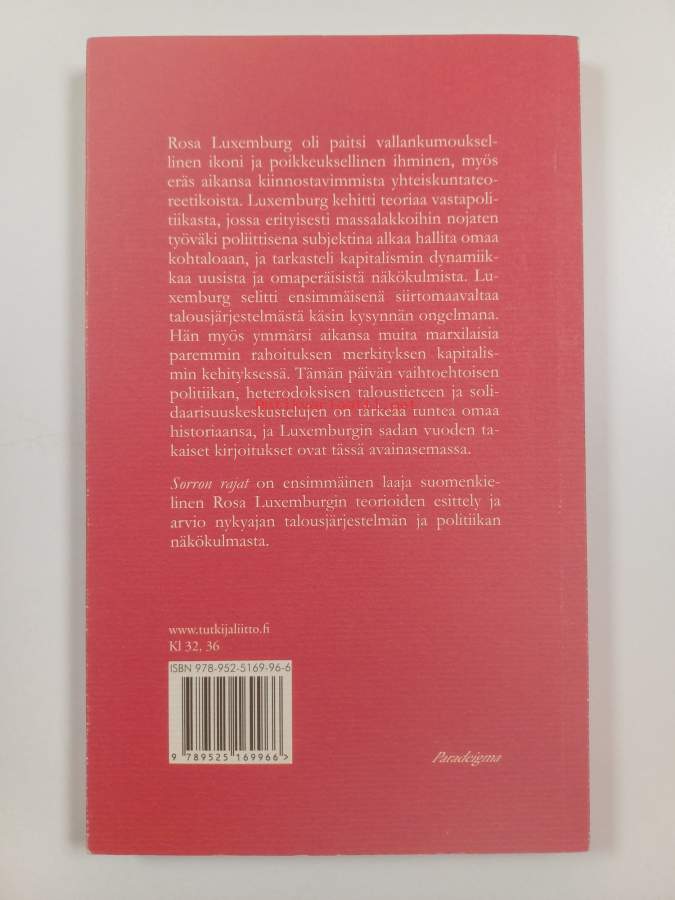 Rosa Luxemburg oli paitsi vallankumouksel-
linen ikoni ja poikkeuksellinen ihminen, myös
eräs aikansa kiinnostavimmista yhteiskuntateo-
reetikoista. Luxemburg kehitti teoriaa vastapoli-
tiikasta, jossa erityisesti massalakkoihin nojaten
työväki poliittisena subjektina alkaa hallita omaa
kohtaloaan, ja tarkasteli kapitalismin dynamiik-
kaa uusista ja omaperäisistä näkökulmista. Lu-
xemburg selitti ensimmäisenä siirtomaavaltaa
talousjärjestelmästä käsin kysynnän ongelmana.
Hän myös ymmärsi aikansa muita marxilaisia
paremmin rahoituksen merkityksen kapitalis-
min kehityksessä. Tämän päivän vaihtoehtoisen
politiikan, heterodoksisen taloustieteen ja soli-
daarisuuskeskustelujen on tärkeää tuntea omaa
historiaansa, ja Luxemburgin sadan vuoden ta-
kaiset kirjoitukset ovat tässä avainasemassa.
Sorron rajat on ensimmäinen laaja suomenkie-
linen Rosa Luxemburgin teorioiden esittely ja
arvio nykyajan talousjärjestelmän ja politiikan
näkökulmasta.
www.tutkijaliitto.fi
Kl 32, 36
ISBN 978-952-5169-96-6
9 789525 169966 >
Paradeigma